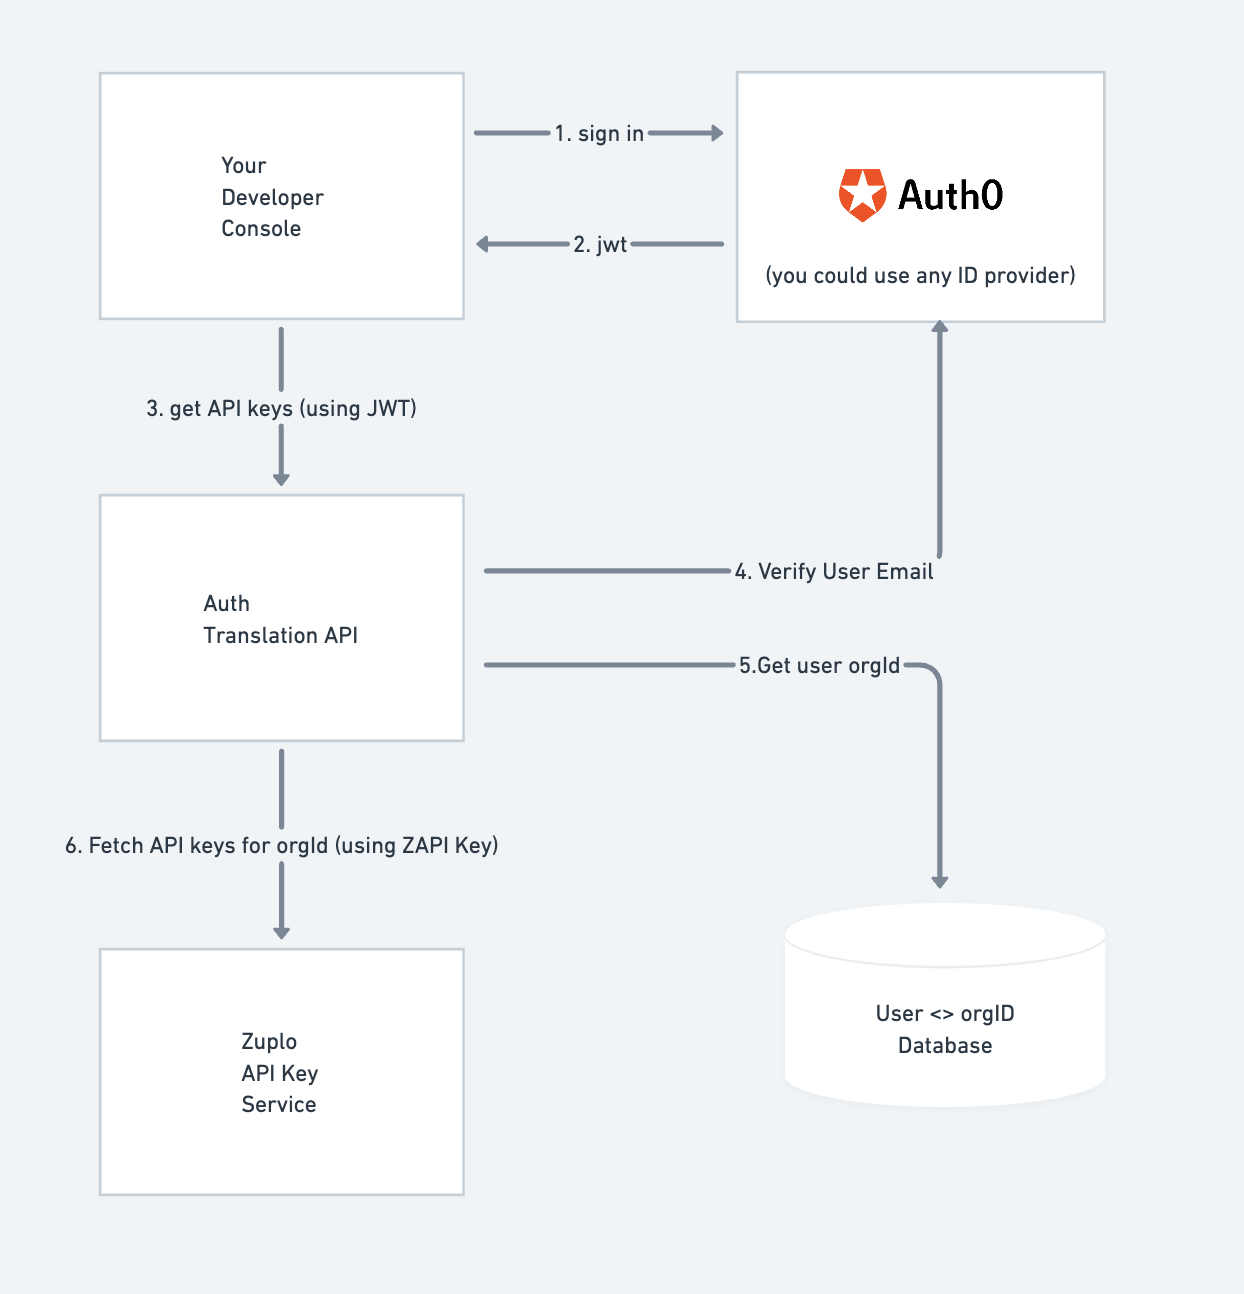 Your
Developer
Console
1. sign in
2. jwt
Auth0
(you could use any ID provider)
3. get API keys (using JWT)
Auth
Translation API
4. Verify User Email
5.Get user orgId
6. Fetch API keys for orgId (using ZAPI Key)
Zuplo
API Key
Service
User <> orgID
Database